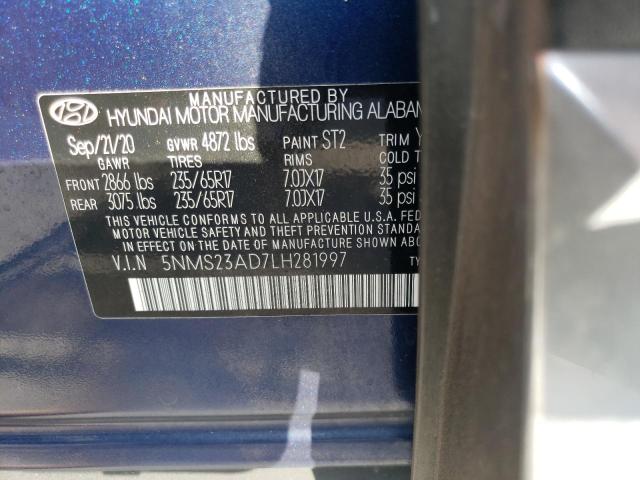 MANUFACTURED BY
HYUNDAI MOTOR MANUFACTURING ALABAM
Sep/21/20 GVWR 4872 lbs PAINT ST2 TRIM Y
GAWR TIRES RIMS COLD T
FRONT 2866 lbs 235/65R17 7.0JX17 35 psi
REAR 3075 lbs 235/65R17 7.0JX17 35 psi
THIS VEHICLE CONFORMS TO ALL APPLICABLE U.S.A. FED
MOTOR VEHICLE SAFETY AND THEFT PREVENTION STANDA
IN EFFECT ON THE DATE OF MANUFACTURE SHOWN ABO
V.I.N 5NMS23AD7LH281997 TY